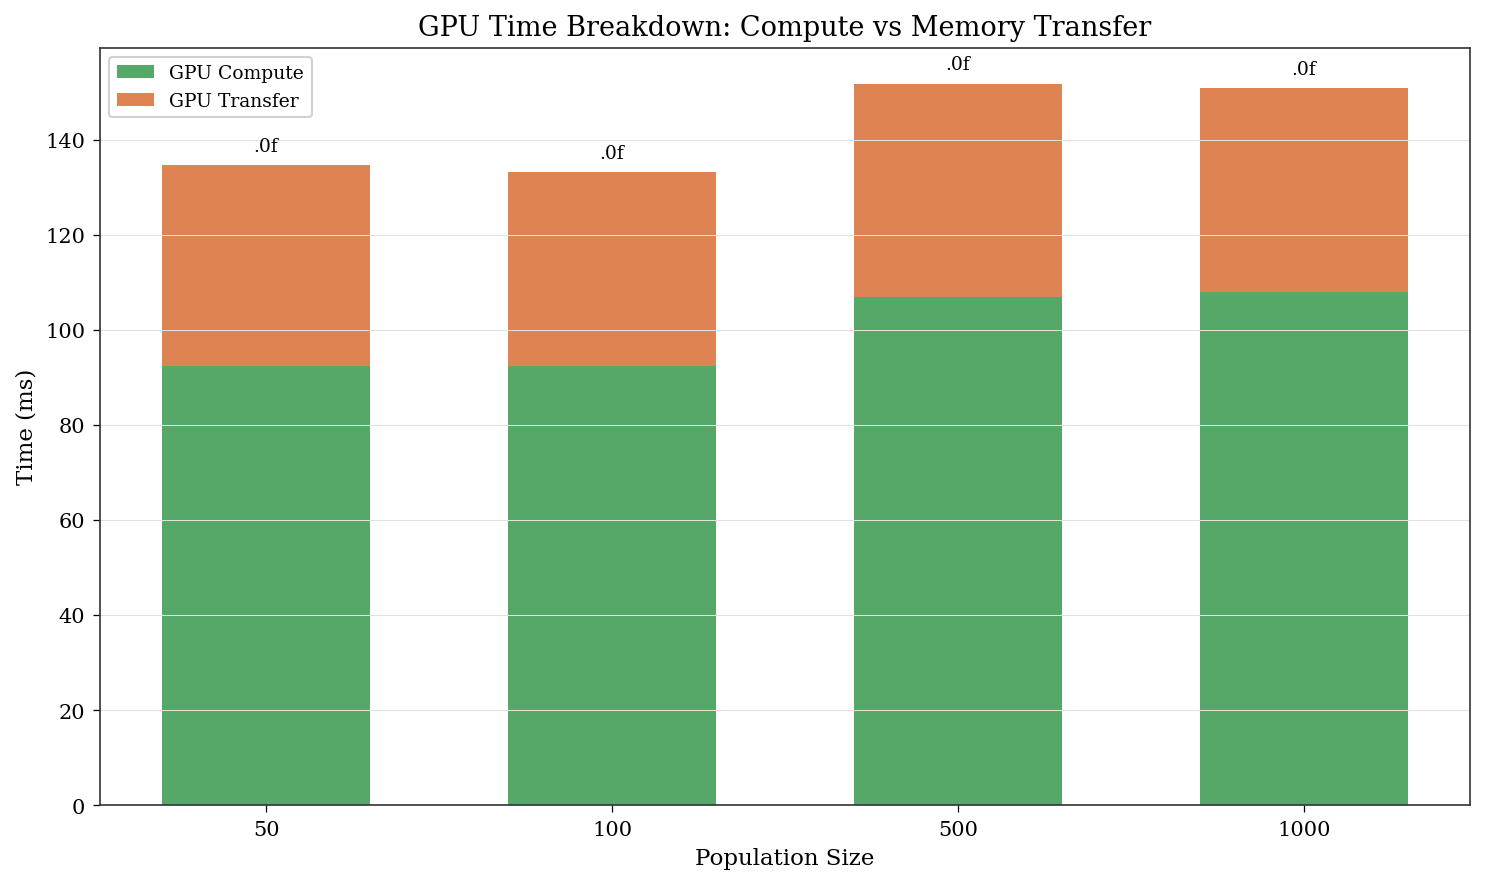 GPU Time Breakdown: Compute vs Memory Transfer
GPU Compute
GPU Transfer
.0f
.0f
.0f
.0f
140
120
100
80
60
40
20
0
Time (ms)
50
100
500
1000
Population Size